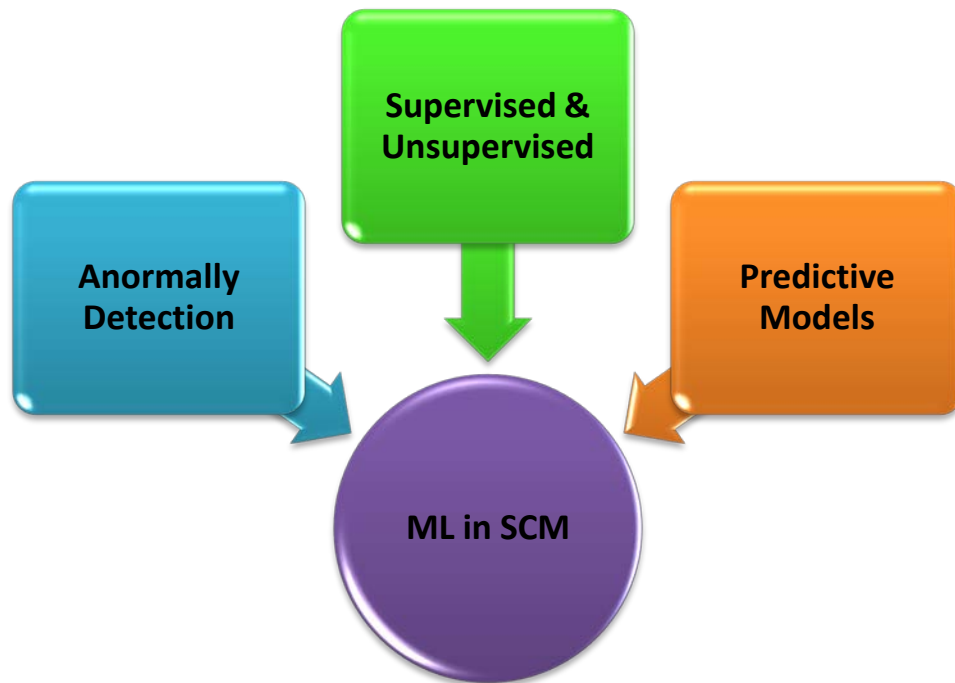 Supervised &
Unsupervised
Anormally
Detection
Predictive
Models
ML in SCM